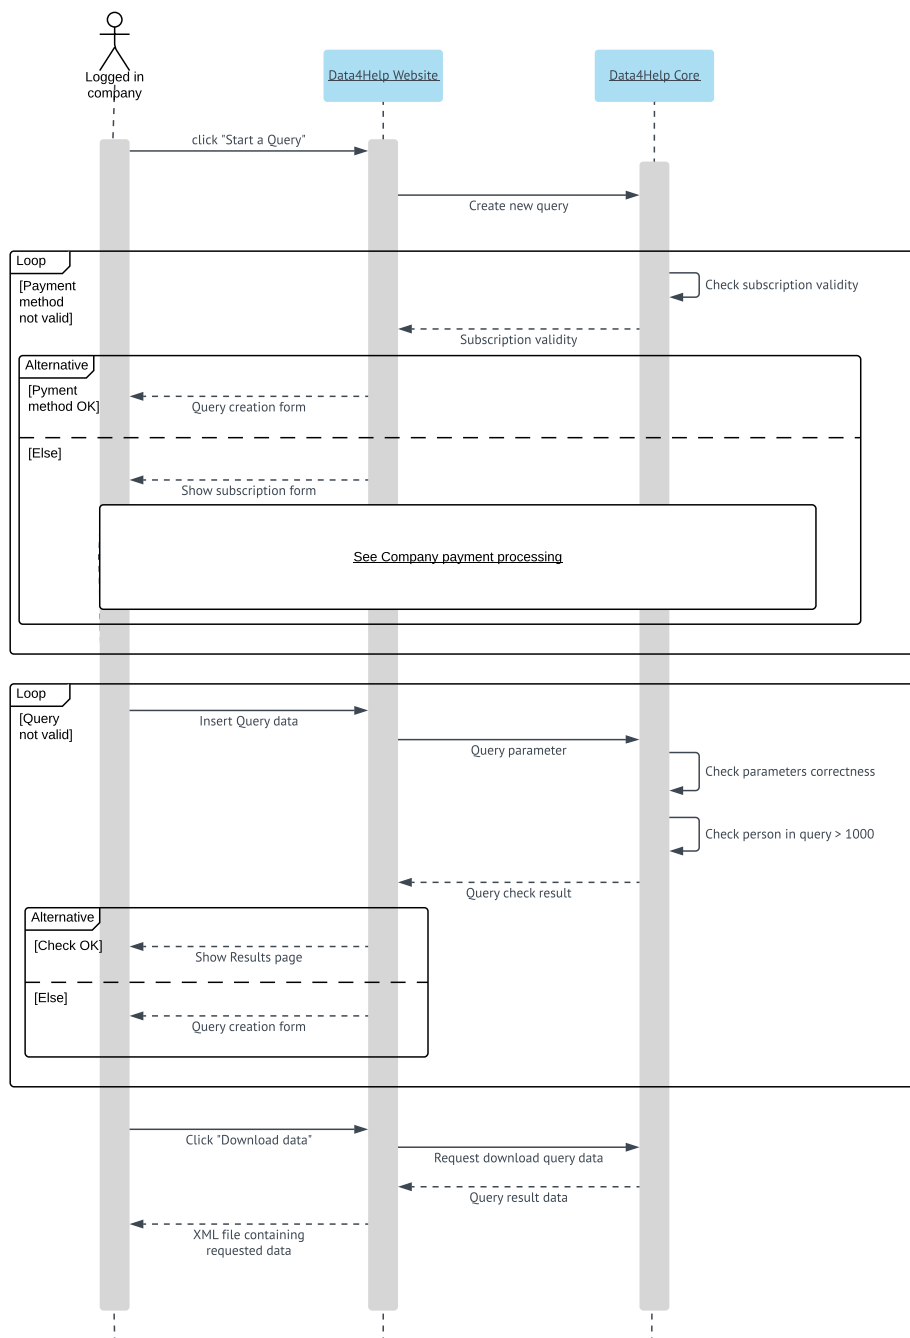 Logged in
company
Data4Help Website
Data4Help Core
click "Start a Query"
Create new query
Loop
[Payment
method
not valid]
Check subscription validity
Subscription validity
Alternative
[Pyment
method OK]
Query creation form
[Else]
Show subscription form
See Company payment processing
Loop
[Query
not valid]
Insert Query data
Query parameter
Check parameters correctness
Check person in query > 1000
Query check result
Alternative
[Check OK]
Show Results page
[Else]
Query creation form
Click "Download data"
Request download query data
Query result data
XML file containing
requested data